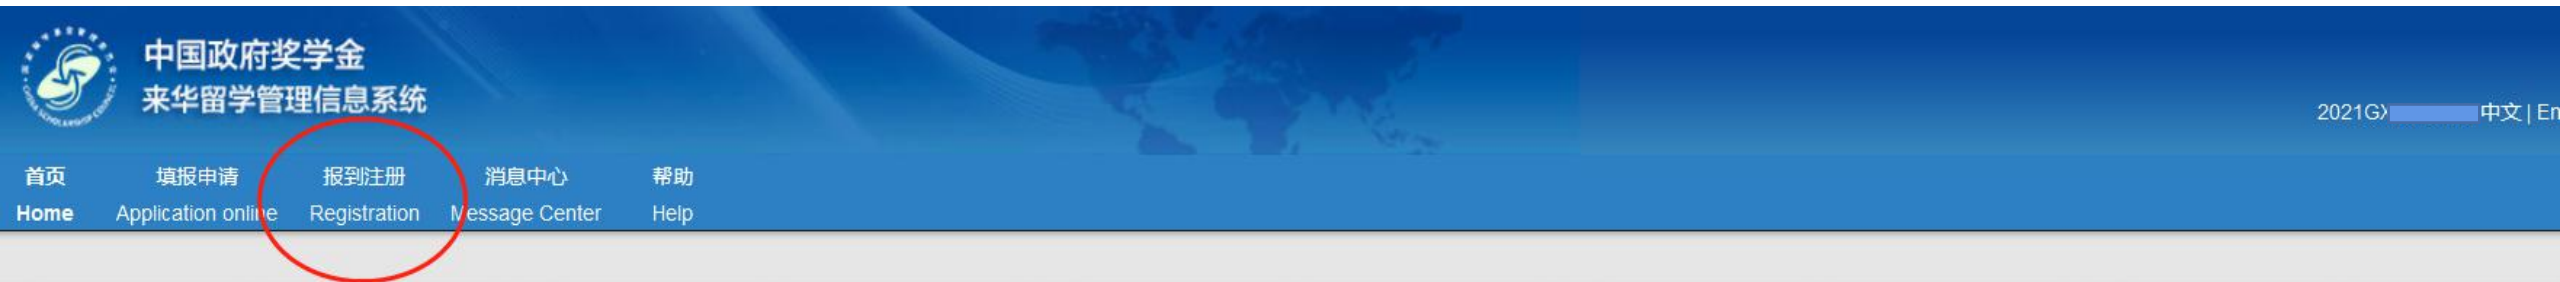 中国政府奖学金
来华留学管理信息系统
2021G 中文 | En
首页 填报申请 报到注册 消息中心 帮助
Home Application online Registration Message Center Help